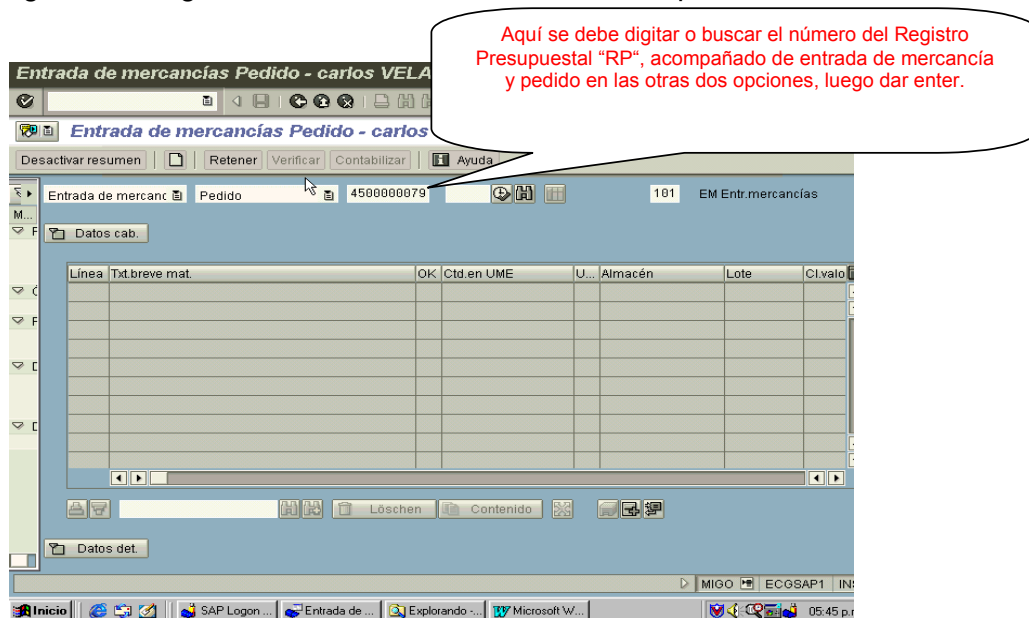 Aquí se debe digitar o buscar el número del Registro
Presupuestal “RP“, acompañado de entrada de mercancía
y pedido en las otras dos opciones, luego dar enter.
Entrada de mercancías Pedido - carlos VELA
Entrada de mercancías Pedido - carlos
Desactivar resumen Retener Verificar Contabilizar Ayuda
Entrada de mercanc Pedido 4500000079 101 EM Entr.mercancías
M...
Datos cab.
Línea Txt.breve mat. OK Ctd.en UME U... Almacén Lote Cl.valo
Löschen Contenido
Datos det.
MIGO ECGSAP1 IN
Inicio SAP Logon ... Entrada de ... Explorando -... Microsoft W... 05:45 p.